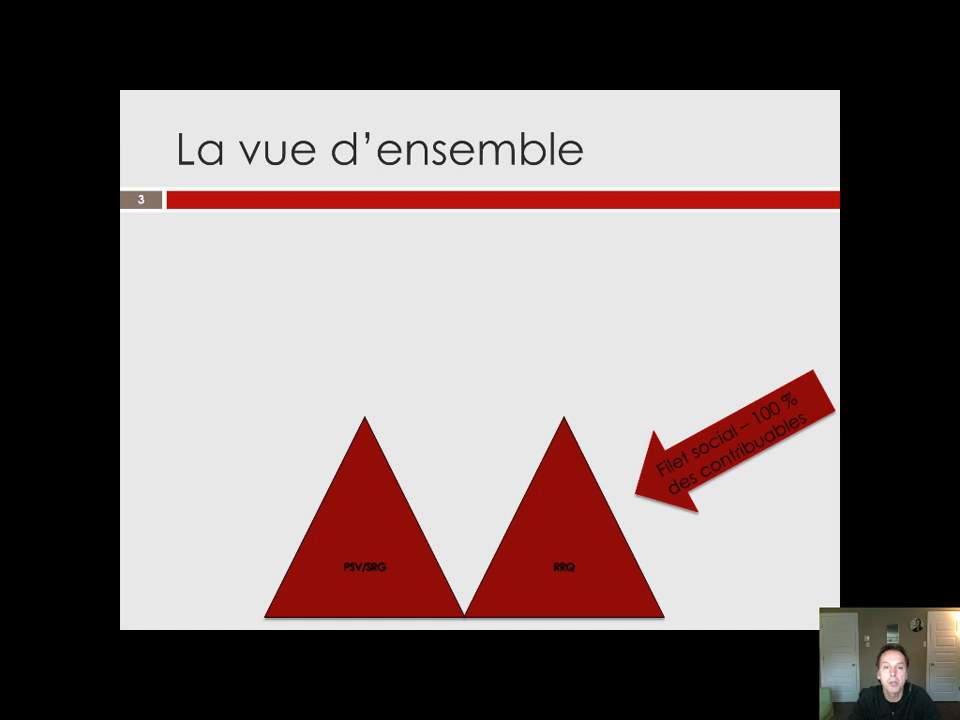 La vue d’ensemble
3
Filet social – 100 %
des contribuables
PSV/SRG
RRQ